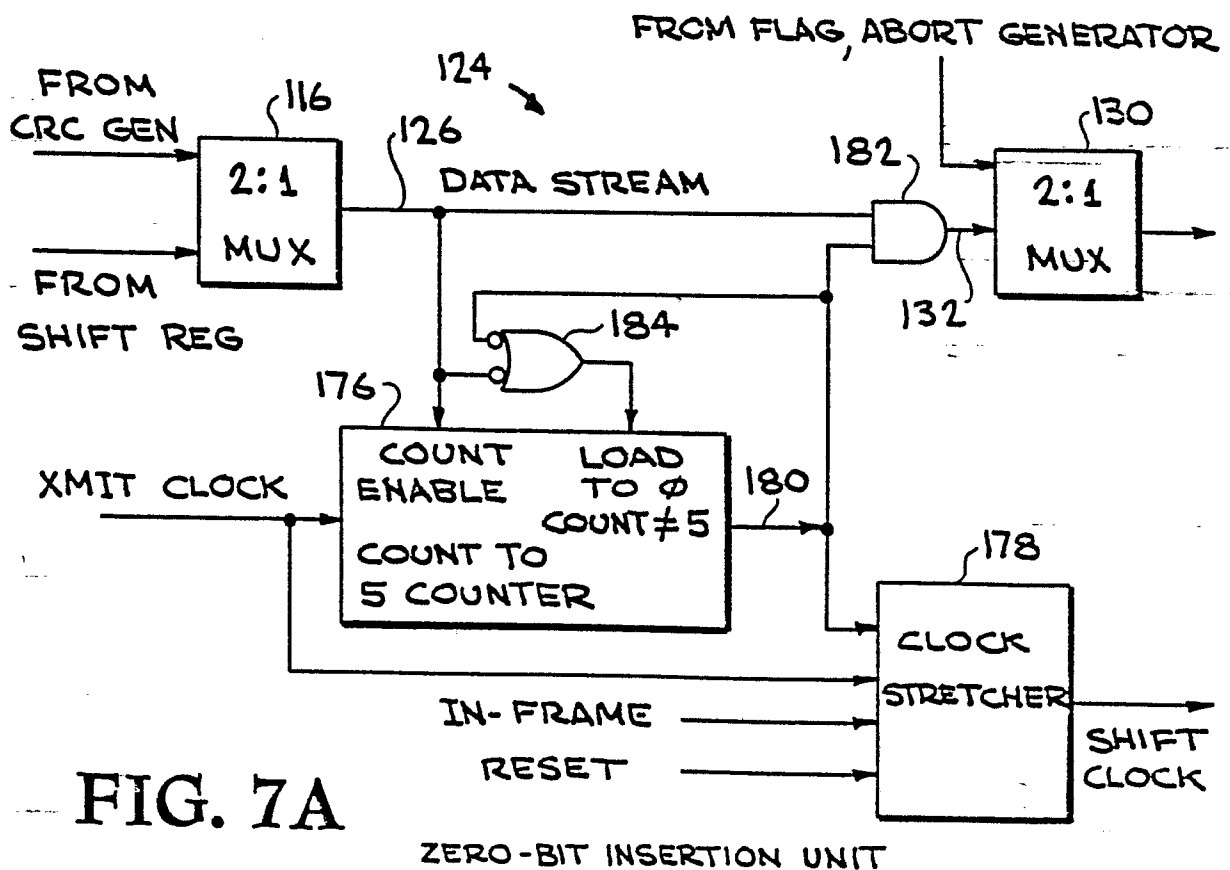 FROM FLAG, ABORT GENERATOR
124
FROM
CRC GEN
116
2:1
MUX
126
DATA STREAM
182
130
2:1
MUX
132
FROM
SHIFT REG
184
176
COUNT
ENABLE
LOAD
TO Ø
COUNT ≠ 5
COUNT TO
5 COUNTER
XMIT CLOCK
180
178
CLOCK
STRETCHER
IN-FRAME
RESET
SHIFT
CLOCK
FIG. 7A
ZERO-BIT INSERTION UNIT